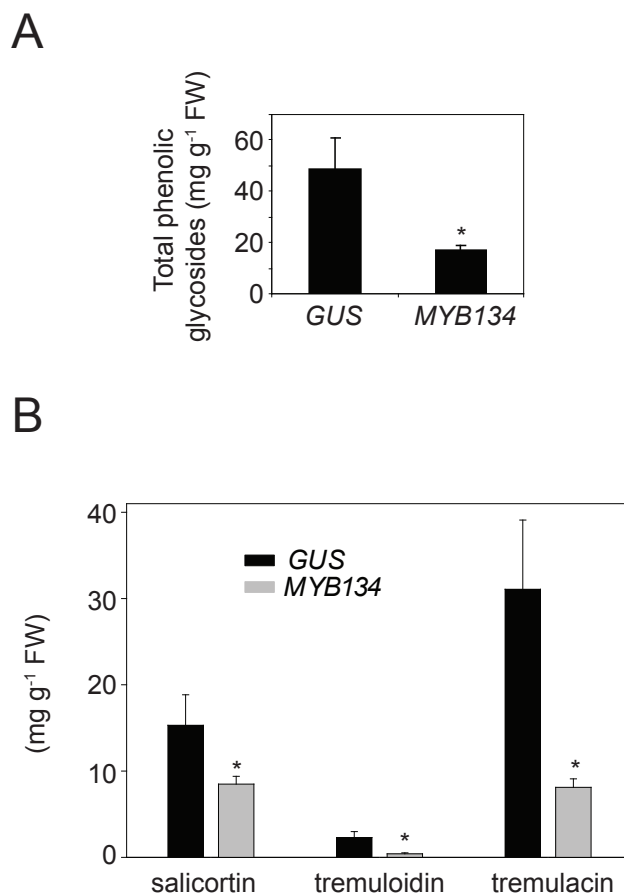 A
Total phenolic
glycosides (mg g⁻¹ FW)
60
40
20
0
*
GUS
MYB134
B
(mg g⁻¹ FW)
40
30
20
10
0
GUS
MYB134
*
*
*
salicortin
tremuloidin
tremulacin